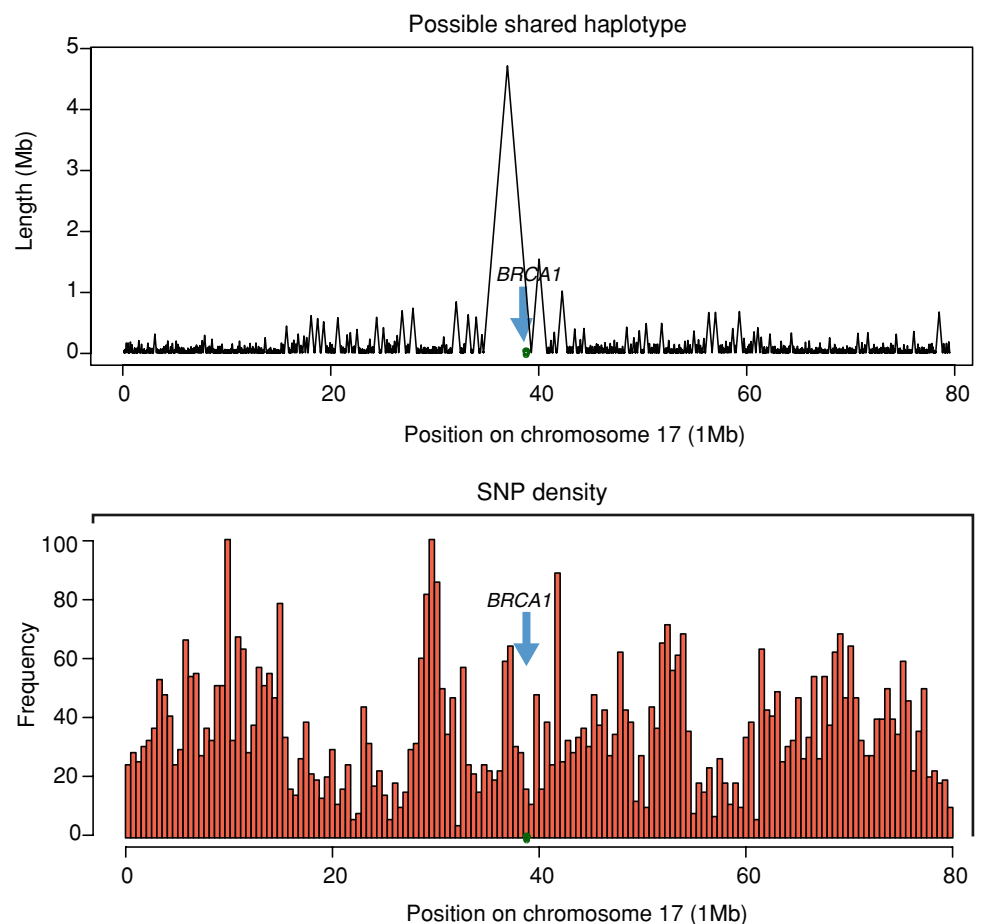 Possible shared haplotype
Length (Mb)
5
4
3
2
1
0
BRCA1
0 20 40 60 80
Position on chromosome 17 (1Mb)
SNP density
Frequency
100
80
60
40
20
0
BRCA1
0 20 40 60 80
Position on chromosome 17 (1Mb)